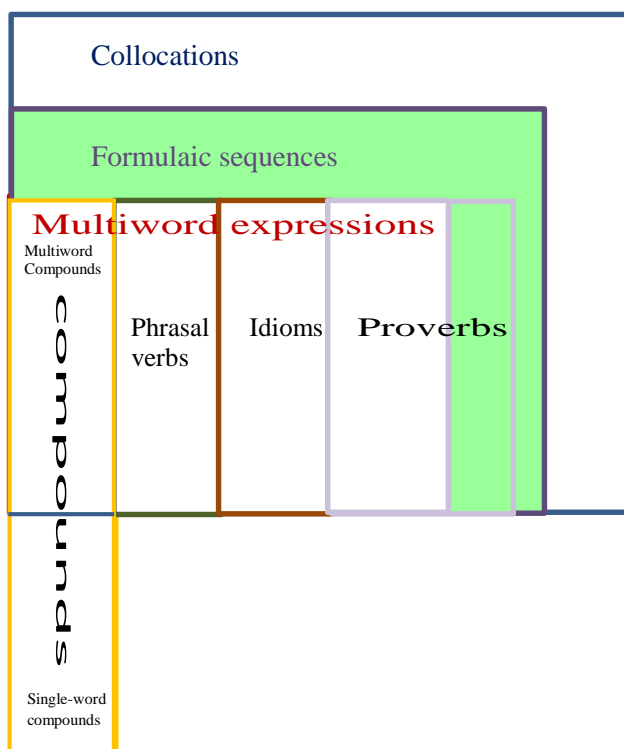 Collocations
Formulaic sequences
Multiword expressions
Multiword
Compounds
compounds
Phrasal
verbs
Idioms
Proverbs
Single-word
compounds